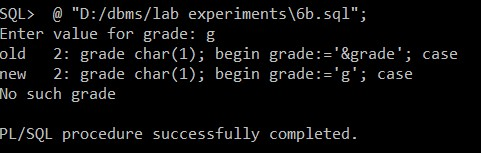 SQL>  @ "D:/dbms/lab experiments\6b.sql";
Enter value for grade: g
old   2: grade char(1); begin grade:='&grade'; case
new   2: grade char(1); begin grade:='g'; case
No such grade
PL/SQL procedure successfully completed.